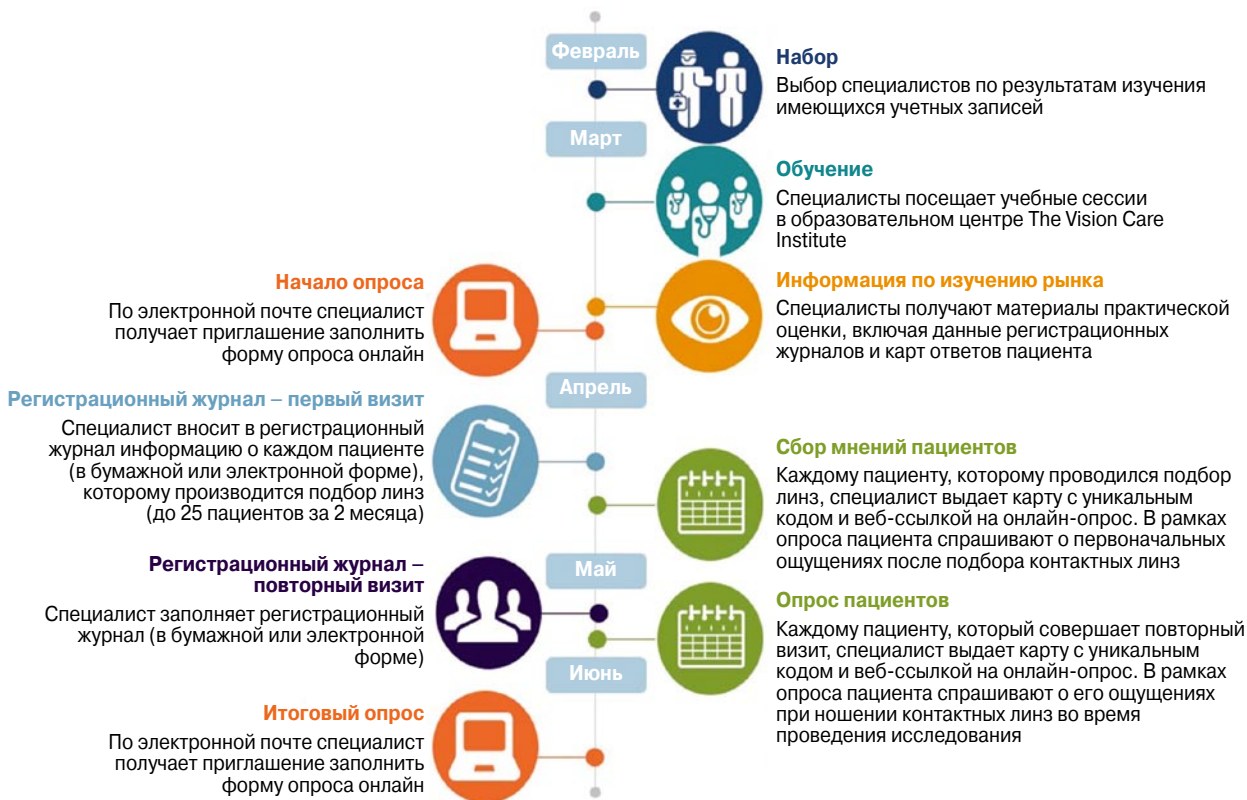 Февраль
Набор
Выбор специалистов по результатам изучения
имеющихся учетных записей
Март
Обучение
Специалисты посещает учебные сессии
в образовательном центре The Vision Care
Institute
Начало опроса
По электронной почте специалист
получает приглашение заполнить
форму опроса онлайн
Информация по изучению рынка
Специалисты получают материалы практической
оценки, включая данные регистрационных
журналов и карт ответов пациента
Апрель
Регистрационный журнал – первый визит
Специалист вносит в регистрационный
журнал информацию о каждом пациенте
(в бумажной или электронной форме),
которому производится подбор линз
(до 25 пациентов за 2 месяца)
Сбор мнений пациентов
Каждому пациенту, которому проводился подбор
линз, специалист выдает карту с уникальным
кодом и веб-ссылкой на онлайн-опрос. В рамках
опроса пациента спрашивают о первоначальных
ощущениях после подбора контактных линз
Май
Регистрационный журнал –
повторный визит
Специалист заполняет регистрационный
журнал (в бумажной или электронной
форме)
Опрос пациентов
Каждому пациенту, который совершает повторный
визит, специалист выдает карту с уникальным
кодом и веб-ссылкой на онлайн-опрос. В рамках
опроса пациента спрашивают о его ощущениях
при ношении контактных линз во время
проведения исследования
Июнь
Итоговый опрос
По электронной почте специалист
получает приглашение заполнить
форму опроса онлайн